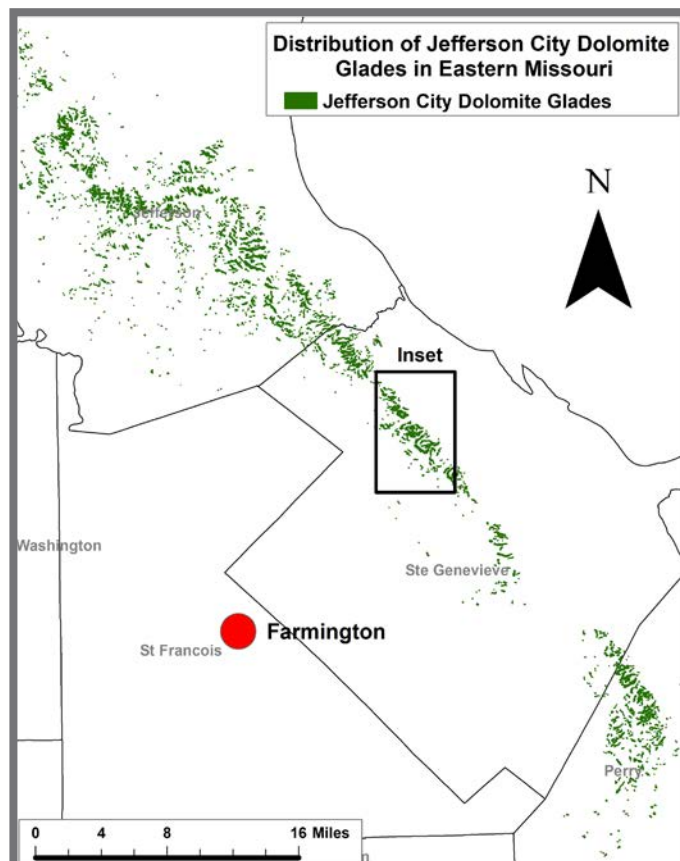 Distribution of Jefferson City Dolomite
Glades in Eastern Missouri
Jefferson City Dolomite Glades
N
Jefferson
Inset
Washington
Ste Genevieve
Farmington
St Francois
Perry
0 4 8 16 Miles